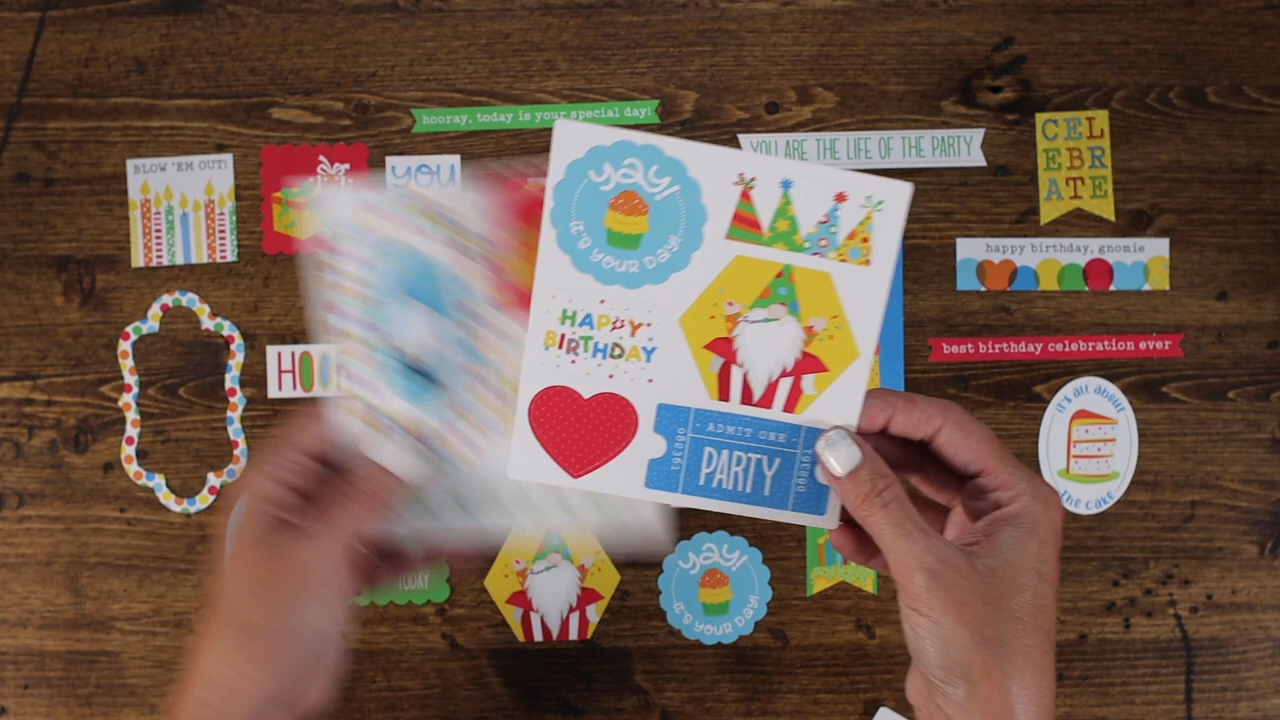 hooray, today is your special day!
BLOW 'EM OUT!
YOU
YOU ARE THE LIFE OF THE PARTY
CEL
EBR
ATE
happy birthday, gnomie
yay!
it's YOUR DAY!
HAPPY
BIRTHDAY
ADMIT ONE
PARTY
098361
098361
HOO
best birthday celebration ever
it's all about
the cake
TODAY
yay!
it's YOUR DAY!